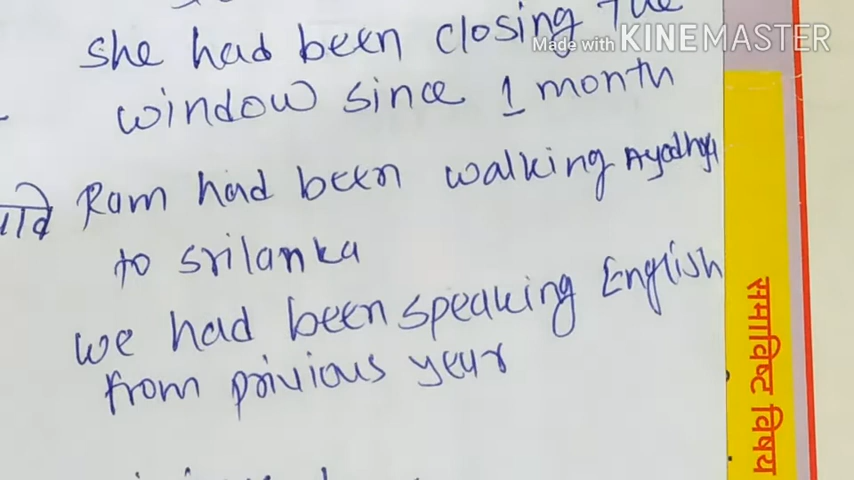 she had been closing the
Made with KINEMASTER
window since 1 month
Ram had been walking Ayodhya
to srilanka
we had been speaking English
from privious year
समाविष्ट विषय